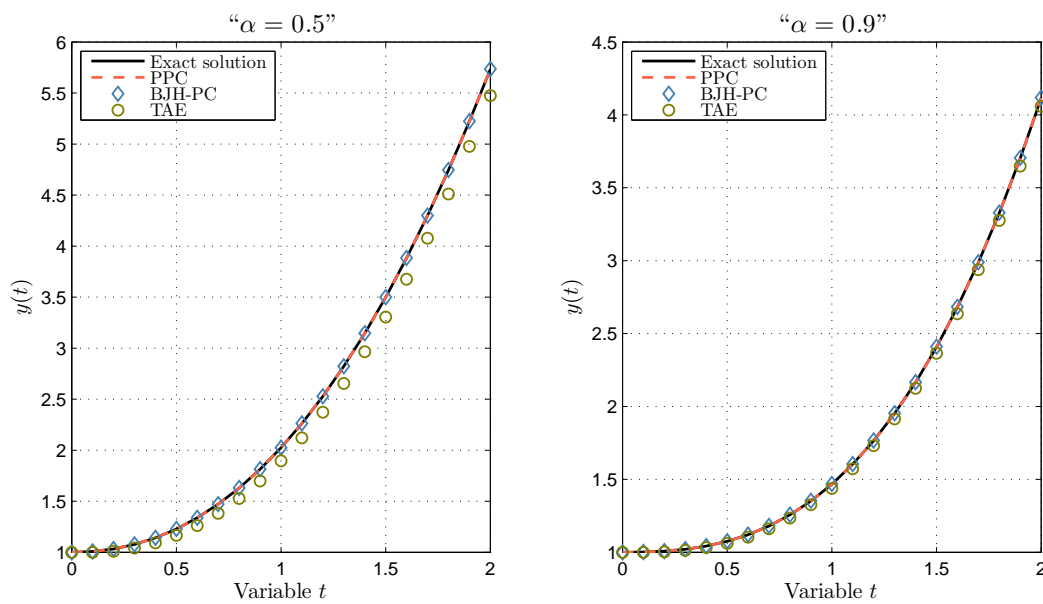 “α = 0.5”
6
5.5
5
4.5
4
3.5
3
2.5
2
1.5
1
y(t)
Exact solution
PPC
BJH-PC
TAE
0 0.5 1 1.5 2
Variable t
“α = 0.9”
4.5
4
3.5
3
2.5
2
1.5
1
y(t)
Exact solution
PPC
BJH-PC
TAE
0 0.5 1 1.5 2
Variable t